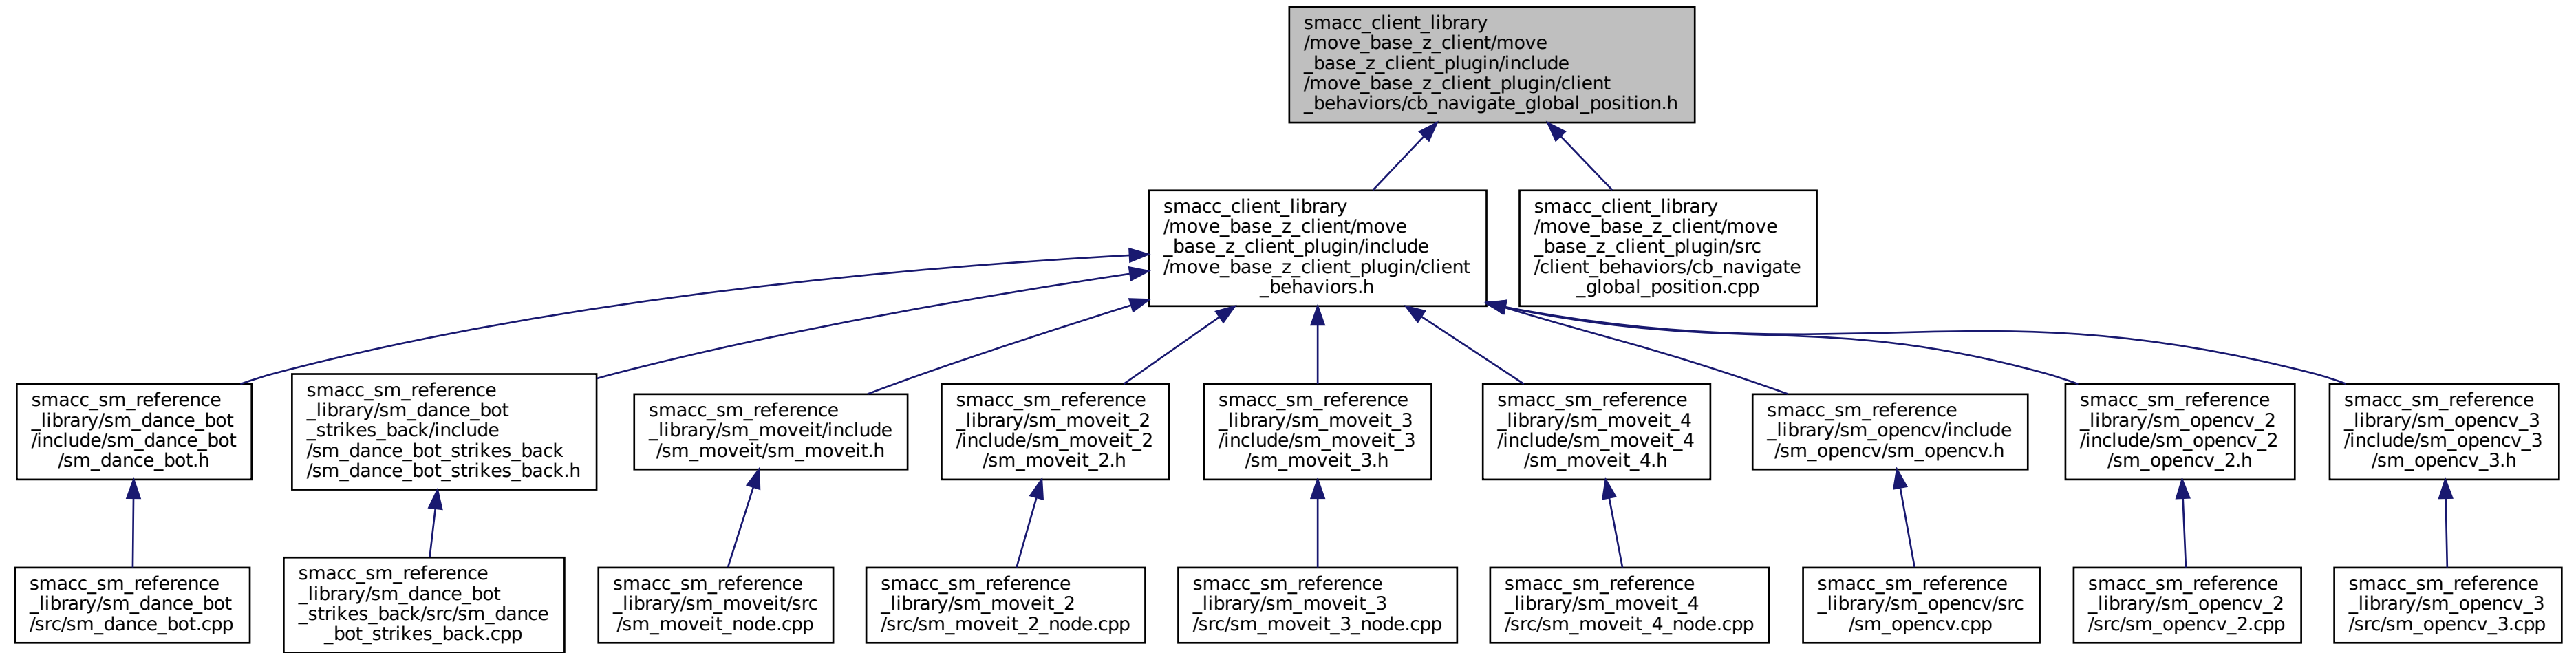 smacc_client_library
/move_base_z_client/move
_base_z_client_plugin/include
/move_base_z_client_plugin/client
_behaviors/cb_navigate_global_position.h
smacc_client_library
/move_base_z_client/move
_base_z_client_plugin/include
/move_base_z_client_plugin/client
_behaviors.h
smacc_client_library
/move_base_z_client/move
_base_z_client_plugin/src
/client_behaviors/cb_navigate
_global_position.cpp
smacc_sm_reference
_library/sm_dance_bot
/include/sm_dance_bot
/sm_dance_bot.h
smacc_sm_reference
_library/sm_dance_bot
_strikes_back/include
/sm_dance_bot_strikes_back
/sm_dance_bot_strikes_back.h
smacc_sm_reference
_library/sm_moveit/include
/sm_moveit/sm_moveit.h
smacc_sm_reference
_library/sm_moveit_2
/include/sm_moveit_2
/sm_moveit_2.h
smacc_sm_reference
_library/sm_moveit_3
/include/sm_moveit_3
/sm_moveit_3.h
smacc_sm_reference
_library/sm_moveit_4
/include/sm_moveit_4
/sm_moveit_4.h
smacc_sm_reference
_library/sm_opencv/include
/sm_opencv/sm_opencv.h
smacc_sm_reference
_library/sm_opencv_2
/include/sm_opencv_2
/sm_opencv_2.h
smacc_sm_reference
_library/sm_opencv_3
/include/sm_opencv_3
/sm_opencv_3.h
smacc_sm_reference
_library/sm_dance_bot
/src/sm_dance_bot.cpp
smacc_sm_reference
_library/sm_dance_bot
_strikes_back/src/sm_dance
_bot_strikes_back.cpp
smacc_sm_reference
_library/sm_moveit/src
/sm_moveit_node.cpp
smacc_sm_reference
_library/sm_moveit_2
/src/sm_moveit_2_node.cpp
smacc_sm_reference
_library/sm_moveit_3
/src/sm_moveit_3_node.cpp
smacc_sm_reference
_library/sm_moveit_4
/src/sm_moveit_4_node.cpp
smacc_sm_reference
_library/sm_opencv/src
/sm_opencv.cpp
smacc_sm_reference
_library/sm_opencv_2
/src/sm_opencv_2.cpp
smacc_sm_reference
_library/sm_opencv_3
/src/sm_opencv_3.cpp